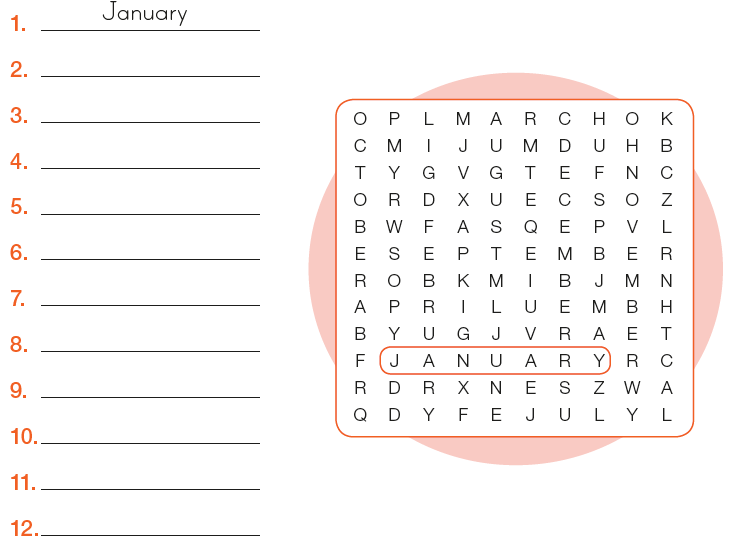 1. January
2.
3.
4.
5.
6.
7.
8.
9.
10.
11.
12.
O P L M A R C H O K
C M I J U M D U H B
T Y G V G T E F N C
O R D X U E C S O Z
B W F A S Q E P V L
E S E P T E M B E R
R O B K M I B J M N
A P R I L U E M B H
B Y U G J V R A E T
F J A N U A R Y R C
R D R X N E S Z W A
Q D Y F E J U L Y L